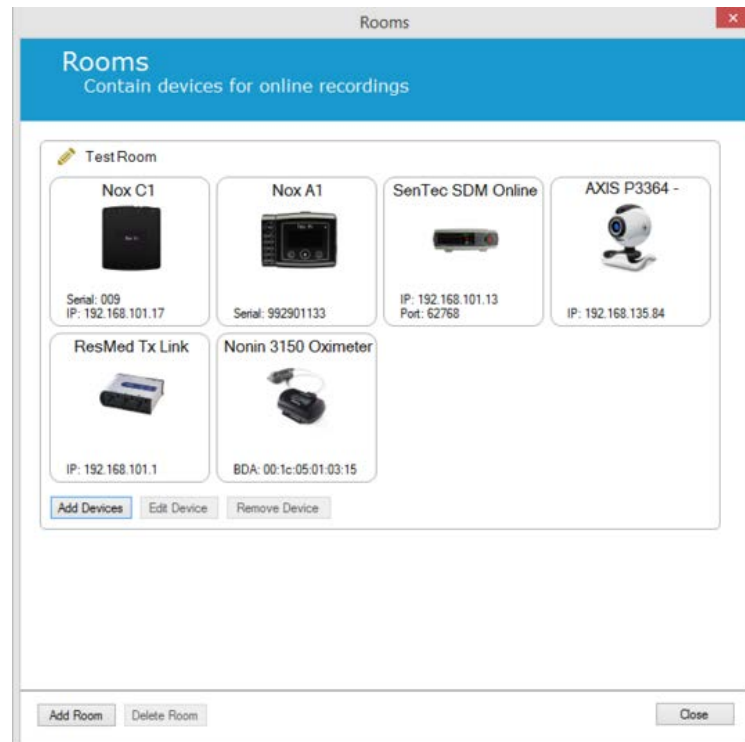 Rooms
Rooms
Contain devices for online recordings
Test Room
Nox C1
Serial: 009
IP: 192.168.101.17
Nox A1
Serial: 992901133
SenTec SDM Online
IP: 192.168.101.13
Port: 62768
AXIS P3364 -
IP: 192.168.135.84
ResMed Tx Link
IP: 192.168.101.1
Nonin 3150 Oximeter
BDA: 00:1c:05:01:03:15
Add Devices
Edit Device
Remove Device
Add Room
Delete Room
Close